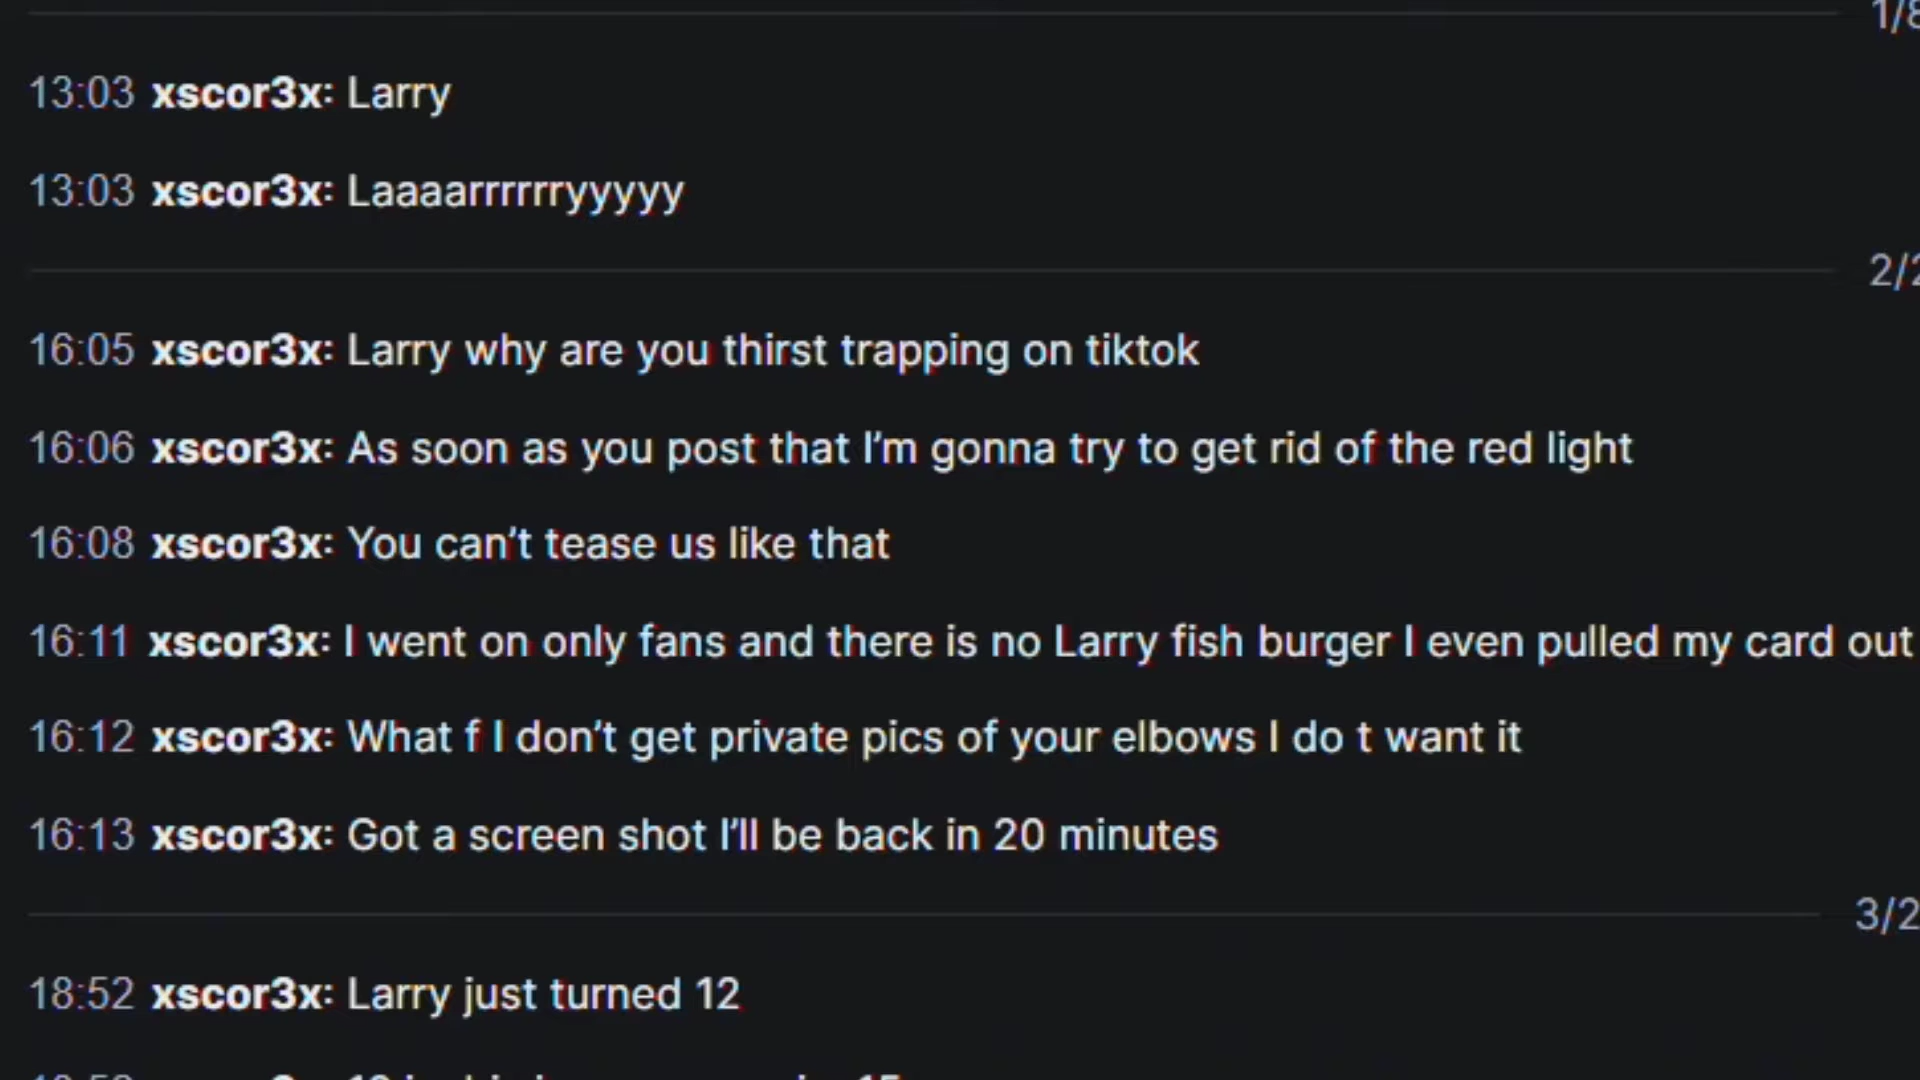 1/8
13:03 xscor3x: Larry
13:03 xscor3x: Laaaarrrrrryyyyy
2/2
16:05 xscor3x: Larry why are you thirst trapping on tiktok
16:06 xscor3x: As soon as you post that I'm gonna try to get rid of the red light
16:08 xscor3x: You can't tease us like that
16:11 xscor3x: I went on only fans and there is no Larry fish burger I even pulled my card out
16:12 xscor3x: What f I don't get private pics of your elbows I do t want it
16:13 xscor3x: Got a screen shot I'll be back in 20 minutes
3/2
18:52 xscor3x: Larry just turned 12